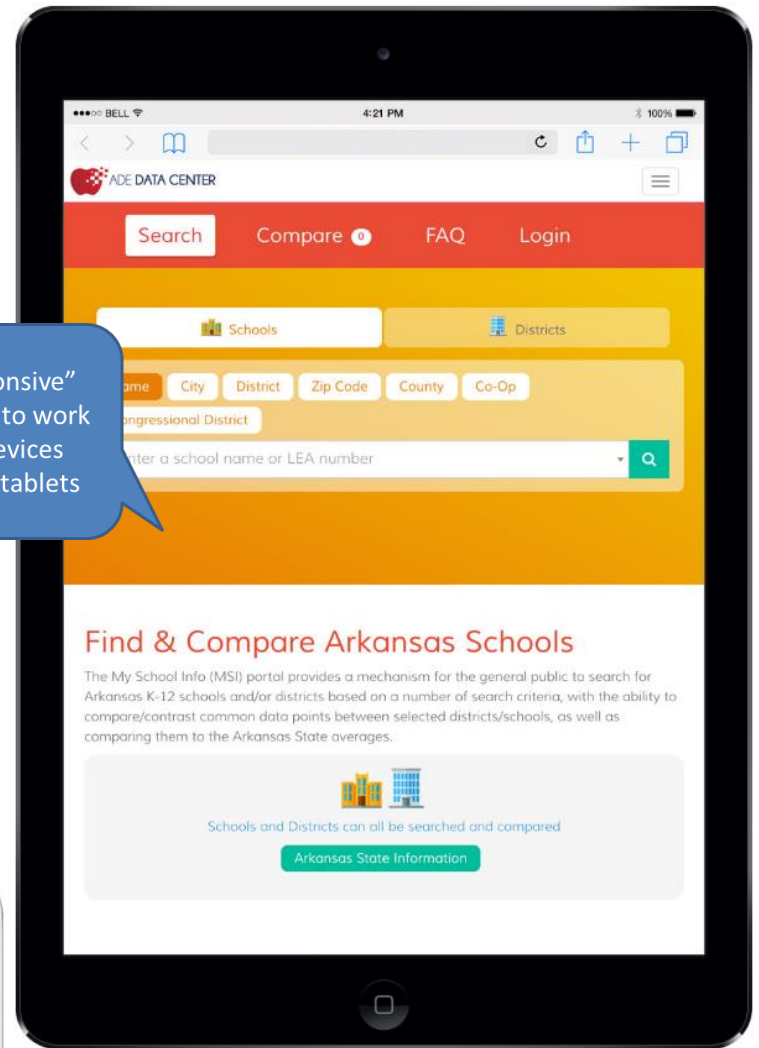 ●●●○○ BELL 4:21 PM 100%
ADE DATA CENTER
Search Compare 0 FAQ Login
Schools Districts
City District Zip Code County Co-Op
District
a school name or LEA number
to work
tablets
Find & Compare Arkansas Schools
The My School Info (MSI) portal provides a mechanism for the general public to search for
Arkansas K-12 schools and/or districts based on a number of search criteria, with the ability to
compare/contrast common data points between selected districts/schools, as well as
comparing them to the Arkansas State averages.
Schools and Districts can all be searched and compared
Arkansas State Information